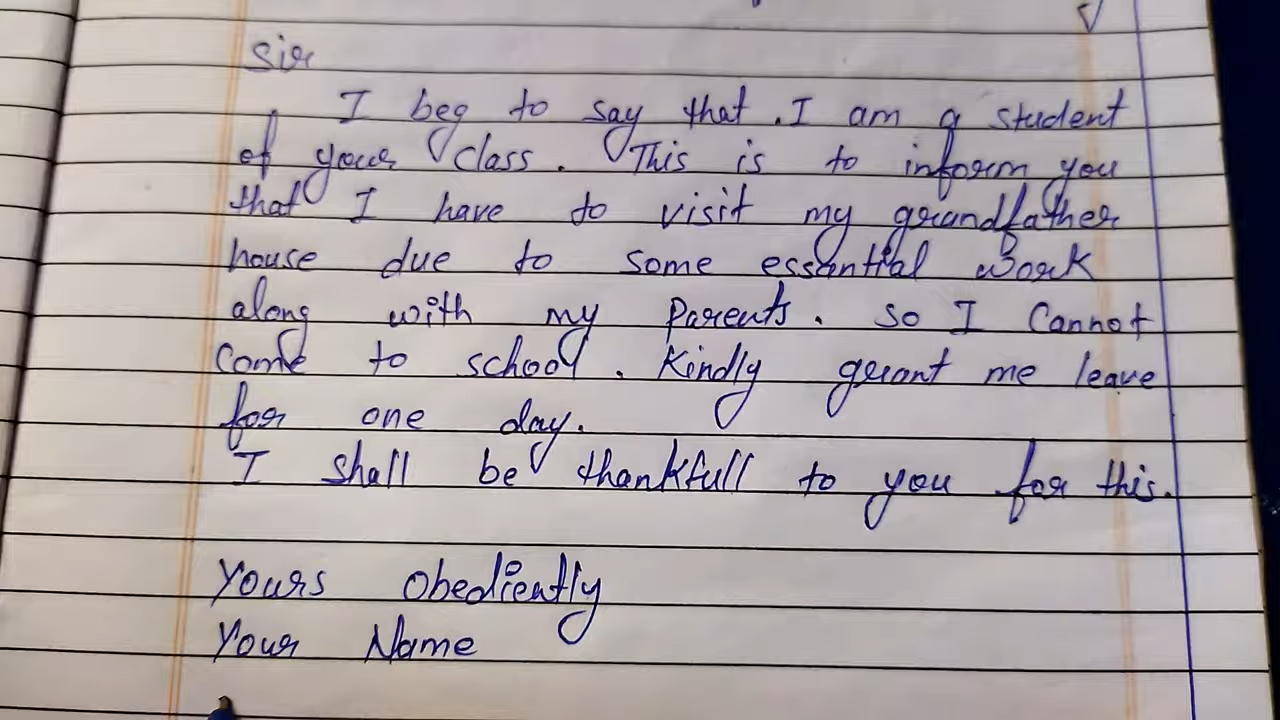 Sir
I beg to say that .I am a student
of your class. This is to inform you
that I have to visit my grandfather
house due to some essential work
along with my Parents. so I Cannot
Come to school. Kindly grant me leave
for one day.
I shall be thankfull to you for this.
Yours Obediently
Your Name